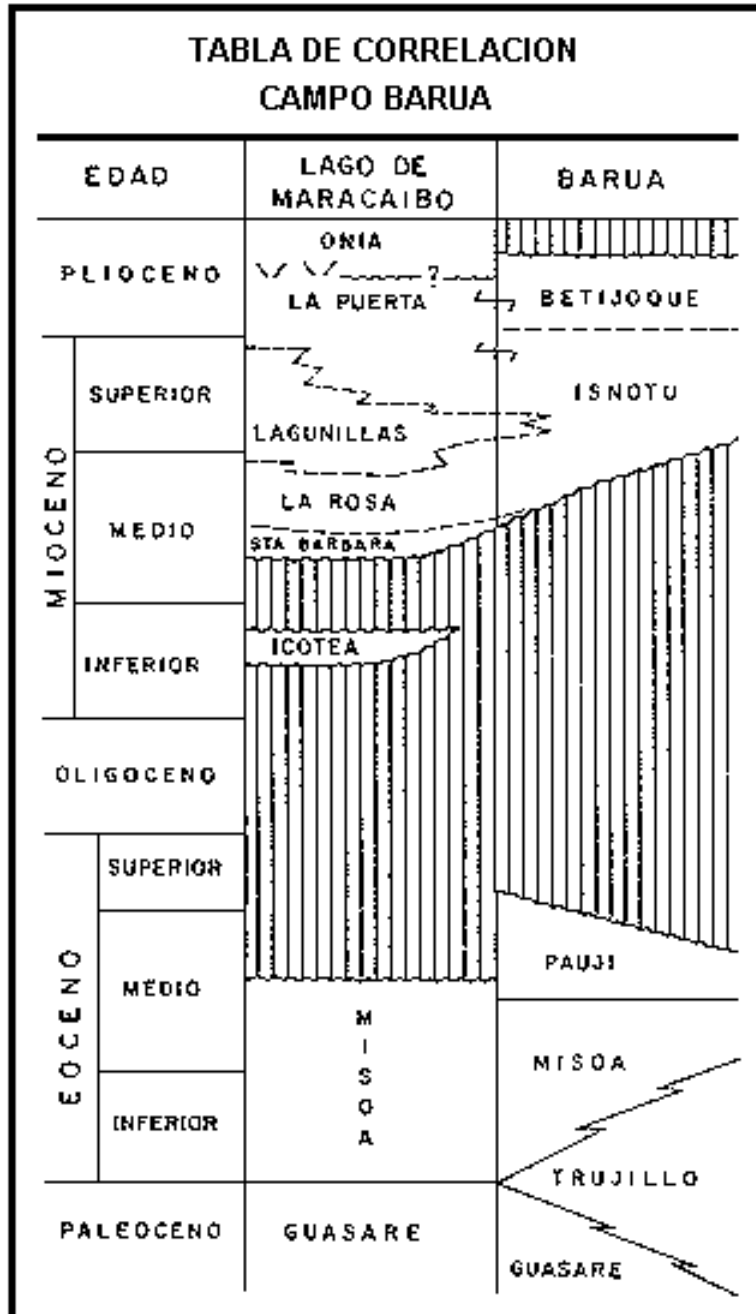 TABLA DE CORRELACION
CAMPO BARUA
EDAD
LAGO DE
MARACAIBO
BARUA
PLIOCENO
ONIA
?
LA PUERTA
BETIJOQUE
MIOCENO
SUPERIOR
LAGUNILLAS
ISNOTU
MEDIO
LA ROSA
STA BARBARA
INFERIOR
ICOTEA
OLIGOCENO
EOCENO
SUPERIOR
MEDIO
MISOA
PAUJI
MISOA
INFERIOR
TRUJILLO
PALEOCENO
GUASARE
GUASARE